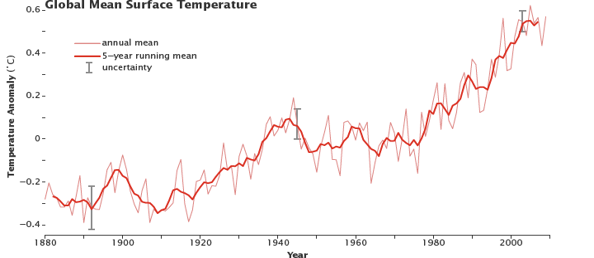 Global Mean Surface Temperature
annual mean
5−year running mean
uncertainty
Temperature Anomaly (°C)
0.6
0.4
0.2
0
−0.2
−0.4
1880 1900 1920 1940 1960 1980 2000
Year